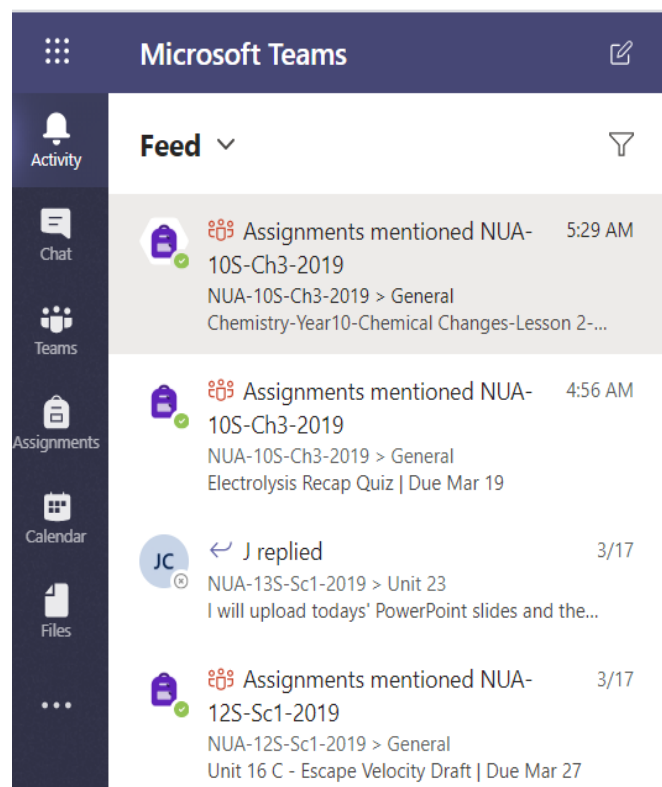 Microsoft Teams
Activity
Chat
Teams
Assignments
Calendar
Files
Feed
Assignments mentioned NUA- 5:29 AM
10S-Ch3-2019
NUA-10S-Ch3-2019 > General
Chemistry-Year10-Chemical Changes-Lesson 2-...
Assignments mentioned NUA- 4:56 AM
10S-Ch3-2019
NUA-10S-Ch3-2019 > General
Electrolysis Recap Quiz | Due Mar 19
JC
J replied 3/17
NUA-13S-Sc1-2019 > Unit 23
I will upload todays' PowerPoint slides and the...
Assignments mentioned NUA- 3/17
12S-Sc1-2019
NUA-12S-Sc1-2019 > General
Unit 16 C - Escape Velocity Draft | Due Mar 27